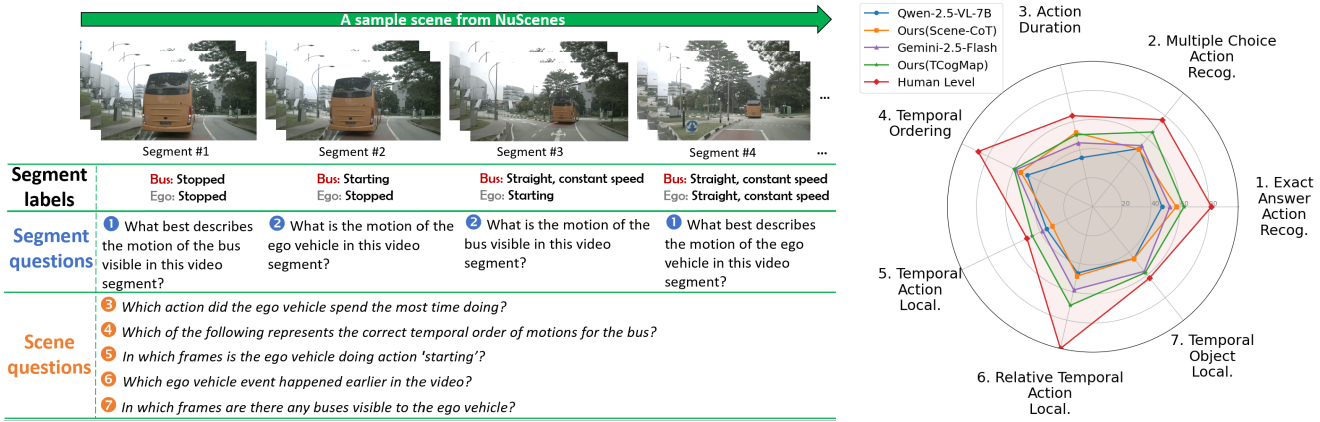 A sample scene from NuScenes
...
Segment #1
Segment #2
Segment #3
Segment #4
...
Segment
labels
Bus: Stopped
Ego: Stopped
Bus: Starting
Ego: Stopped
Bus: Straight, constant speed
Ego: Starting
Bus: Straight, constant speed
Ego: Straight, constant speed
Segment
questions
1 What best describes
the motion of the bus
visible in this video
segment?
2 What is the motion of the
ego vehicle in this video
segment?
2 What is the motion of the
bus visible in this video
segment?
1 What best describes
the motion of the ego
vehicle in this video
segment?
Scene
questions
3 Which action did the ego vehicle spend the most time doing?
4 Which of the following represents the correct temporal order of motions for the bus?
5 In which frames is the ego vehicle doing action 'starting'?
6 Which ego vehicle event happened earlier in the video?
7 In which frames are there any buses visible to the ego vehicle?
Qwen-2.5-VL-7B
Ours(Scene-CoT)
Gemini-2.5-Flash
Ours(TCogMap)
Human Level
3. Action
Duration
2. Multiple Choice
Action
Recog.
4. Temporal
Ordering
1. Exact
Answer
Action
Recog.
20
40
5. Temporal
Action
Local.
7. Temporal
Object
Local.
6. Relative Temporal
Action
Local.